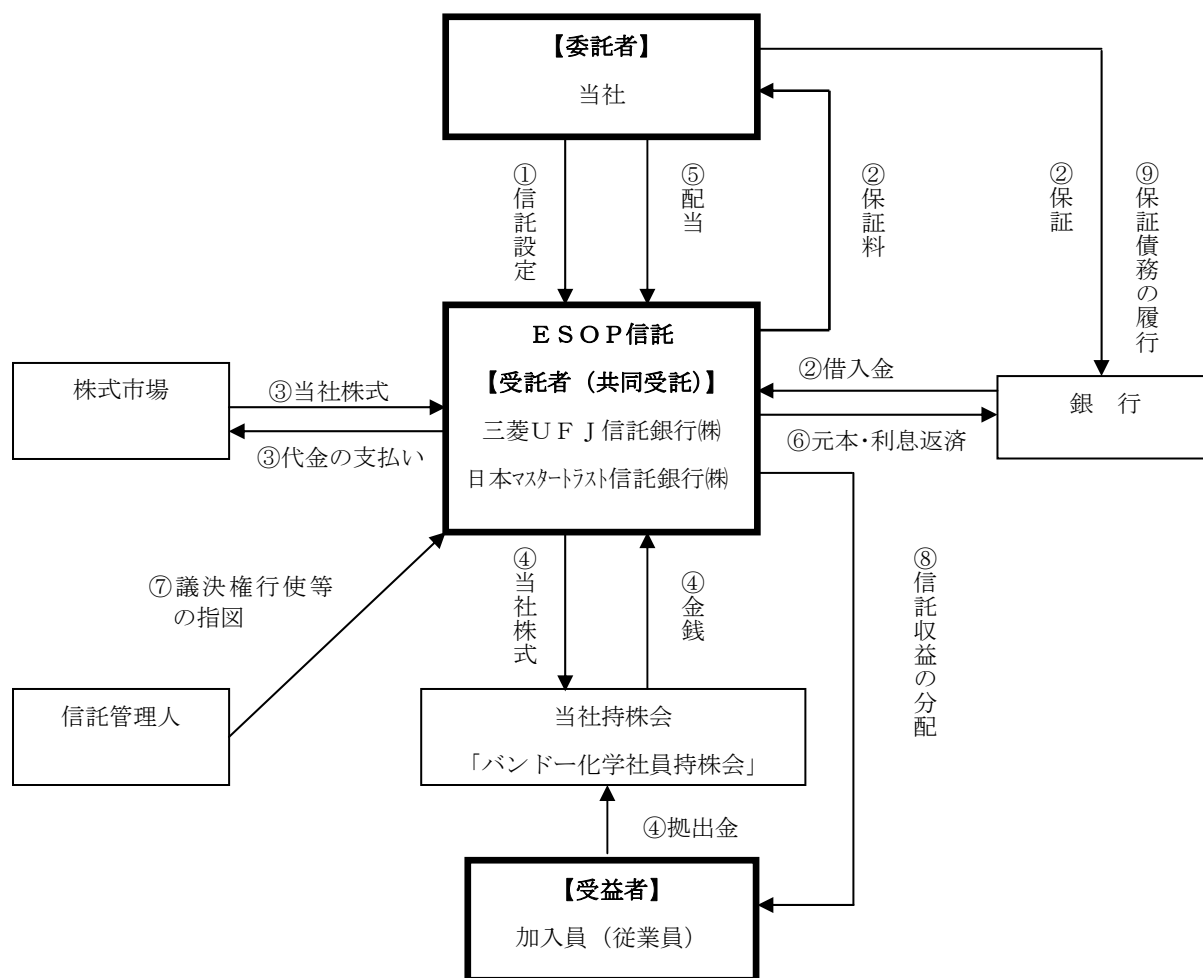 【委託者】
当社
①信託設定
⑤配当
②保証料
②保証
⑨保証債務の履行
ESOP信託
【受託者（共同受託）】
三菱UFJ信託銀行㈱
日本マスタートラスト信託銀行㈱
株式市場
③当社株式
③代金の支払い
②借入金
⑥元本・利息返済
銀 行
⑦議決権行使等
の指図
④当社株式
④金銭
⑧信託収益の分配
信託管理人
当社持株会
「バンドー化学社員持株会」
④拠出金
【受益者】
加入員（従業員）